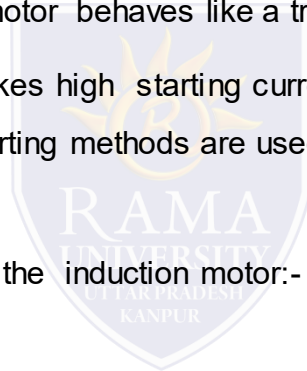 notor behaves like a tr
kes high starting curr
rting methods are use
RAMA
UNIVERSITY
the induction motor:-
UTTAR PRADESH
KANPUR